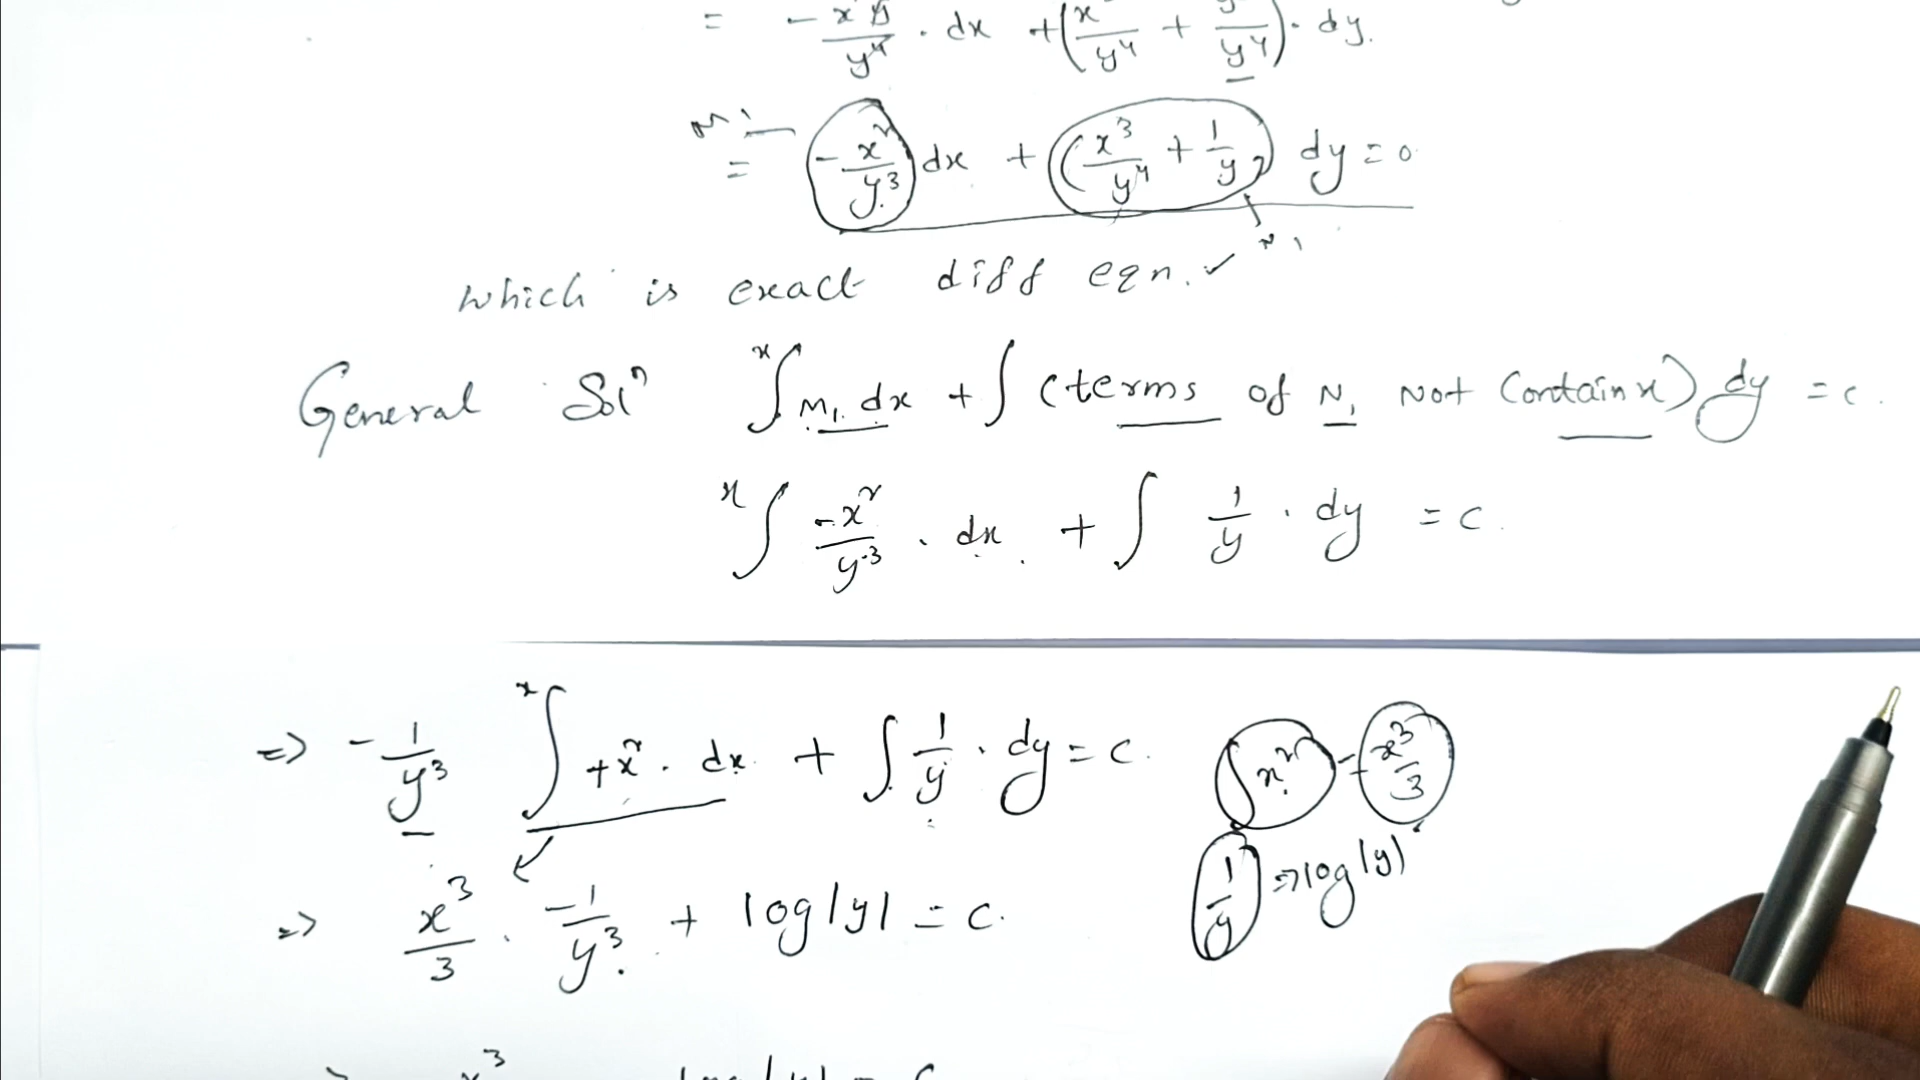 = - x²y/y⁴ . dx + (x³/y⁴ + y³/y⁴) . dy.
M₁
= - x²/y³ dx + (x³/y⁴ + 1/y) dy = 0
N₁
which is exact diff eqn. ✓
General Solⁿ ˣ∫ M₁. dx + ∫ (terms of N₁ Not Contain x) dy = c.
ˣ∫ -x²/y³ . dx + ∫ 1/y . dy = c.
=> - 1/y³ ˣ∫ +x² . dx + ∫ 1/y . dy = c. ∫x² = x³/3
=> x³/3 . -1/y³ + log|y| = c. 1/y => log|y|